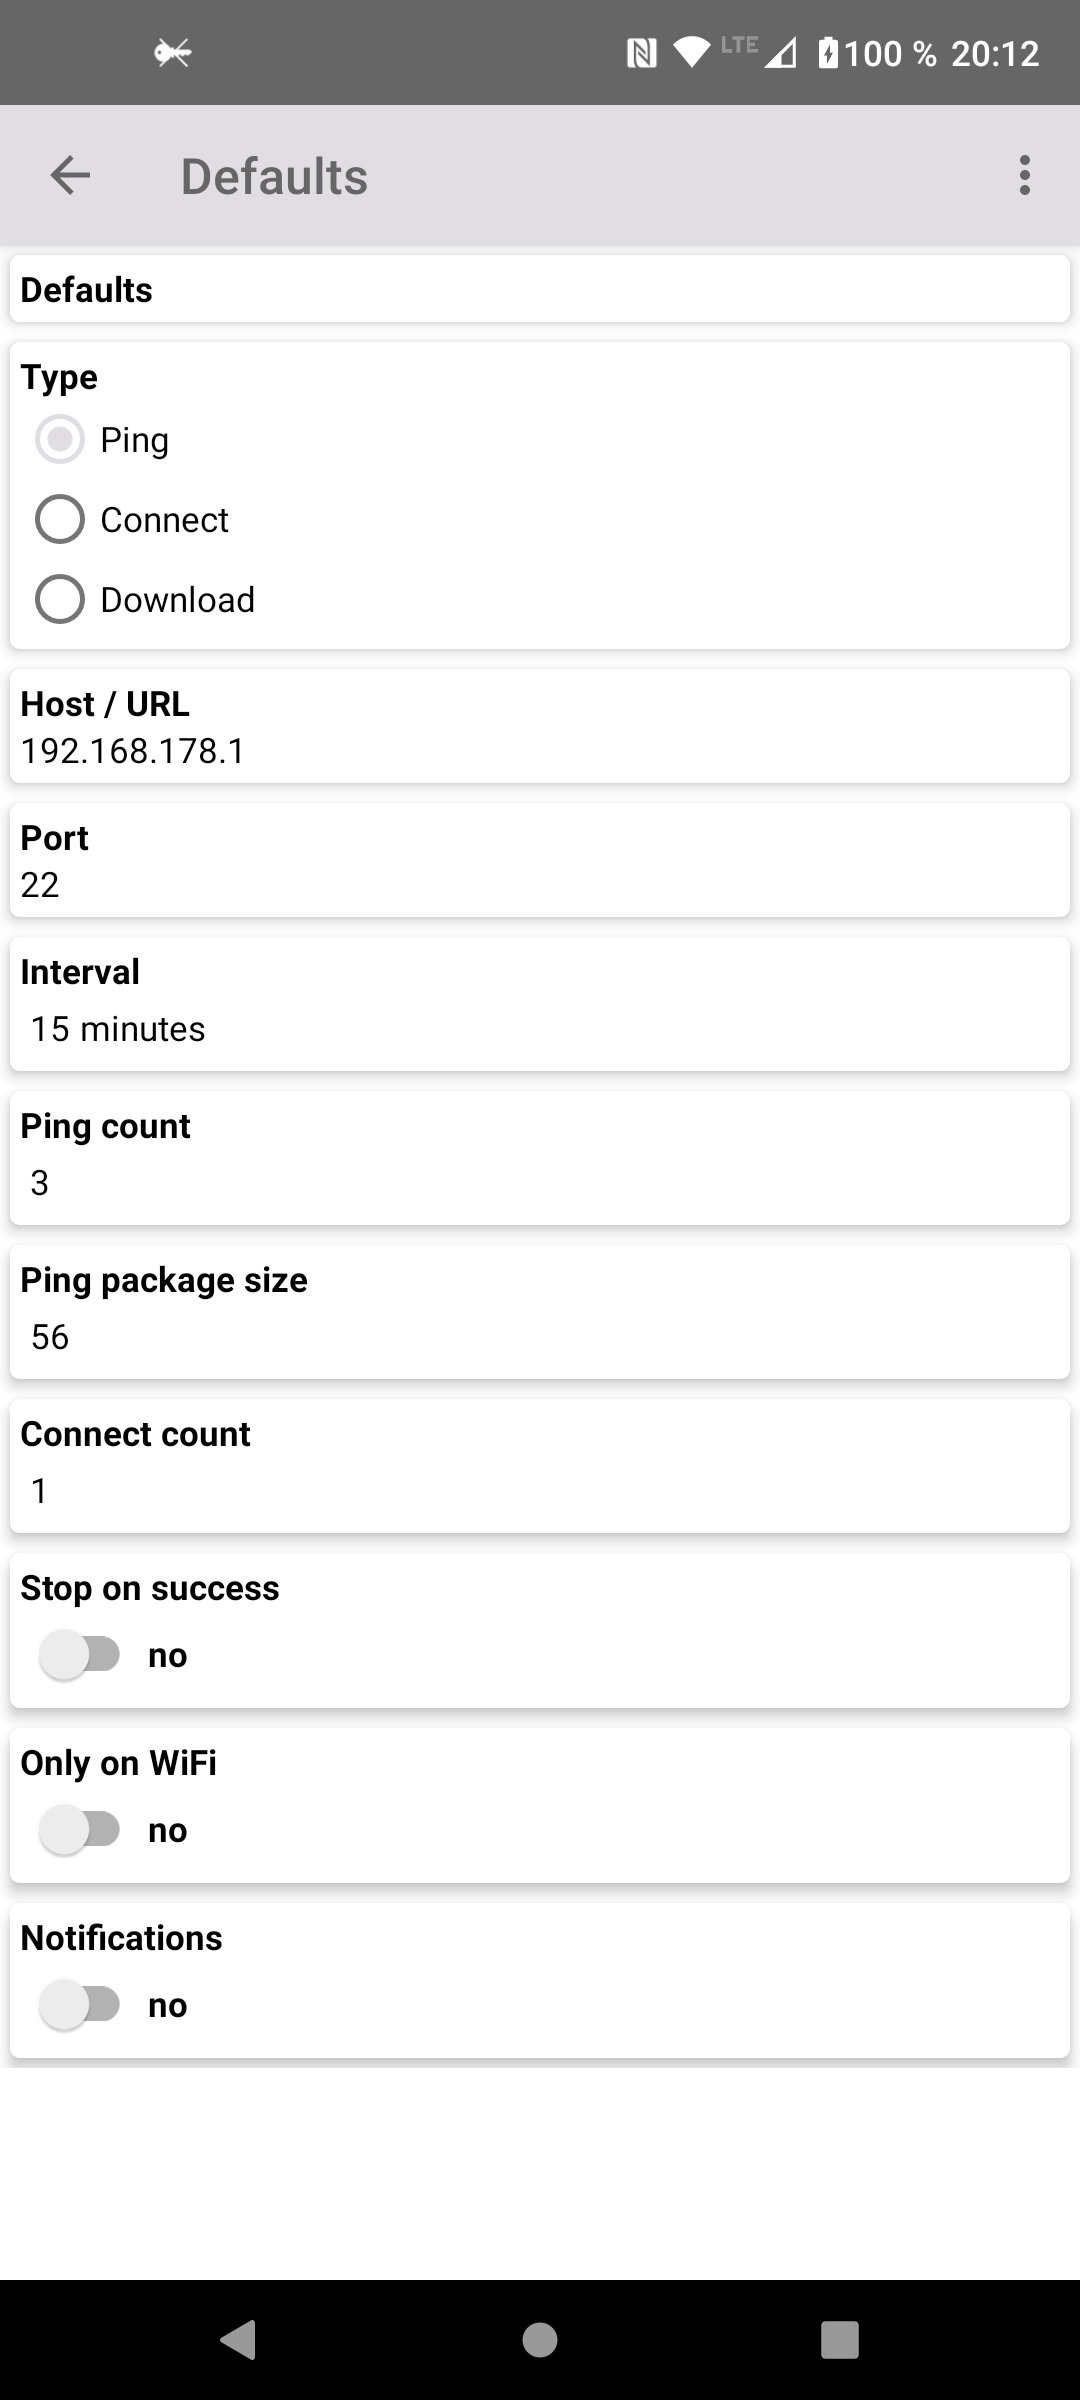 LTE 100 % 20:12
Defaults
Defaults
Type
Ping
Connect
Download
Host / URL
192.168.178.1
Port
22
Interval
15 minutes
Ping count
3
Ping package size
56
Connect count
1
Stop on success
no
Only on WiFi
no
Notifications
no